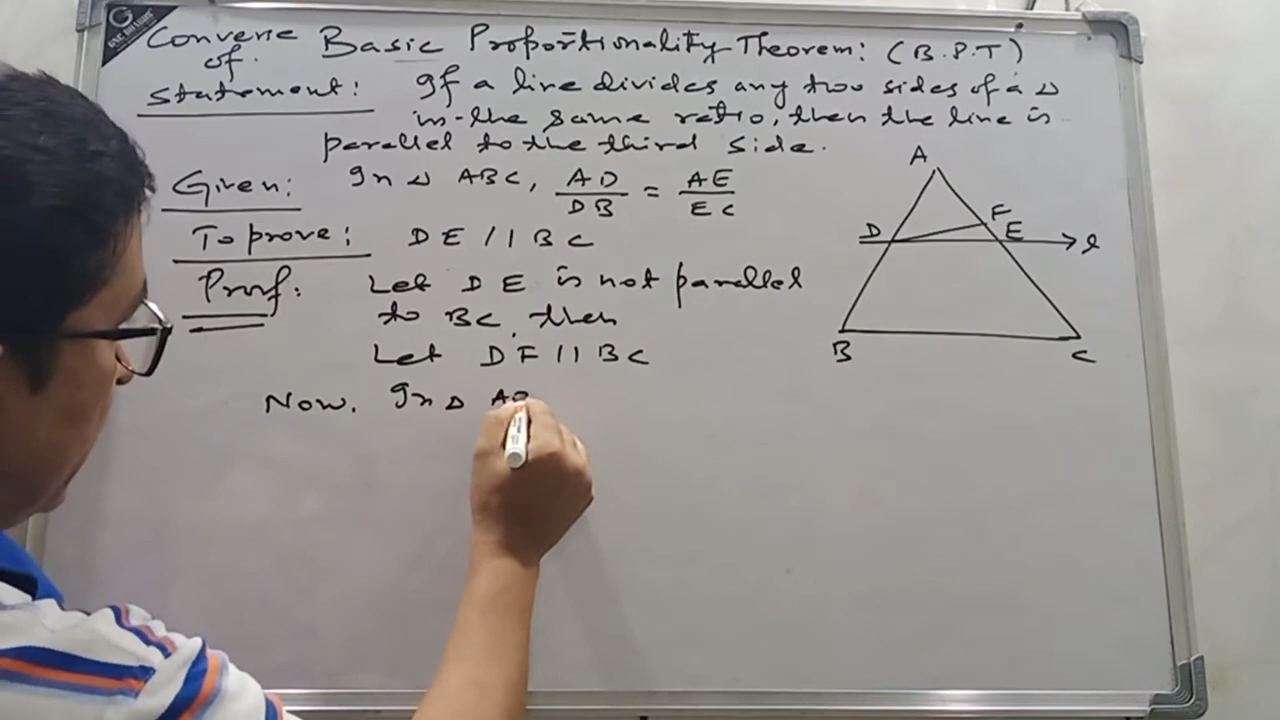 Converse Basic Proportionality Theorem: (B.P.T)
of.
Statement: If a line divides any two sides of a Δ
in the same ratio, then the line is
parallel to the third side.
Given: In Δ ABC, AD/DB = AE/EC
To prove: DE || BC
Proof: Let DE is not parallel
to BC, then
Let DF || BC
Now. In Δ AB
A
F
D E l
B C